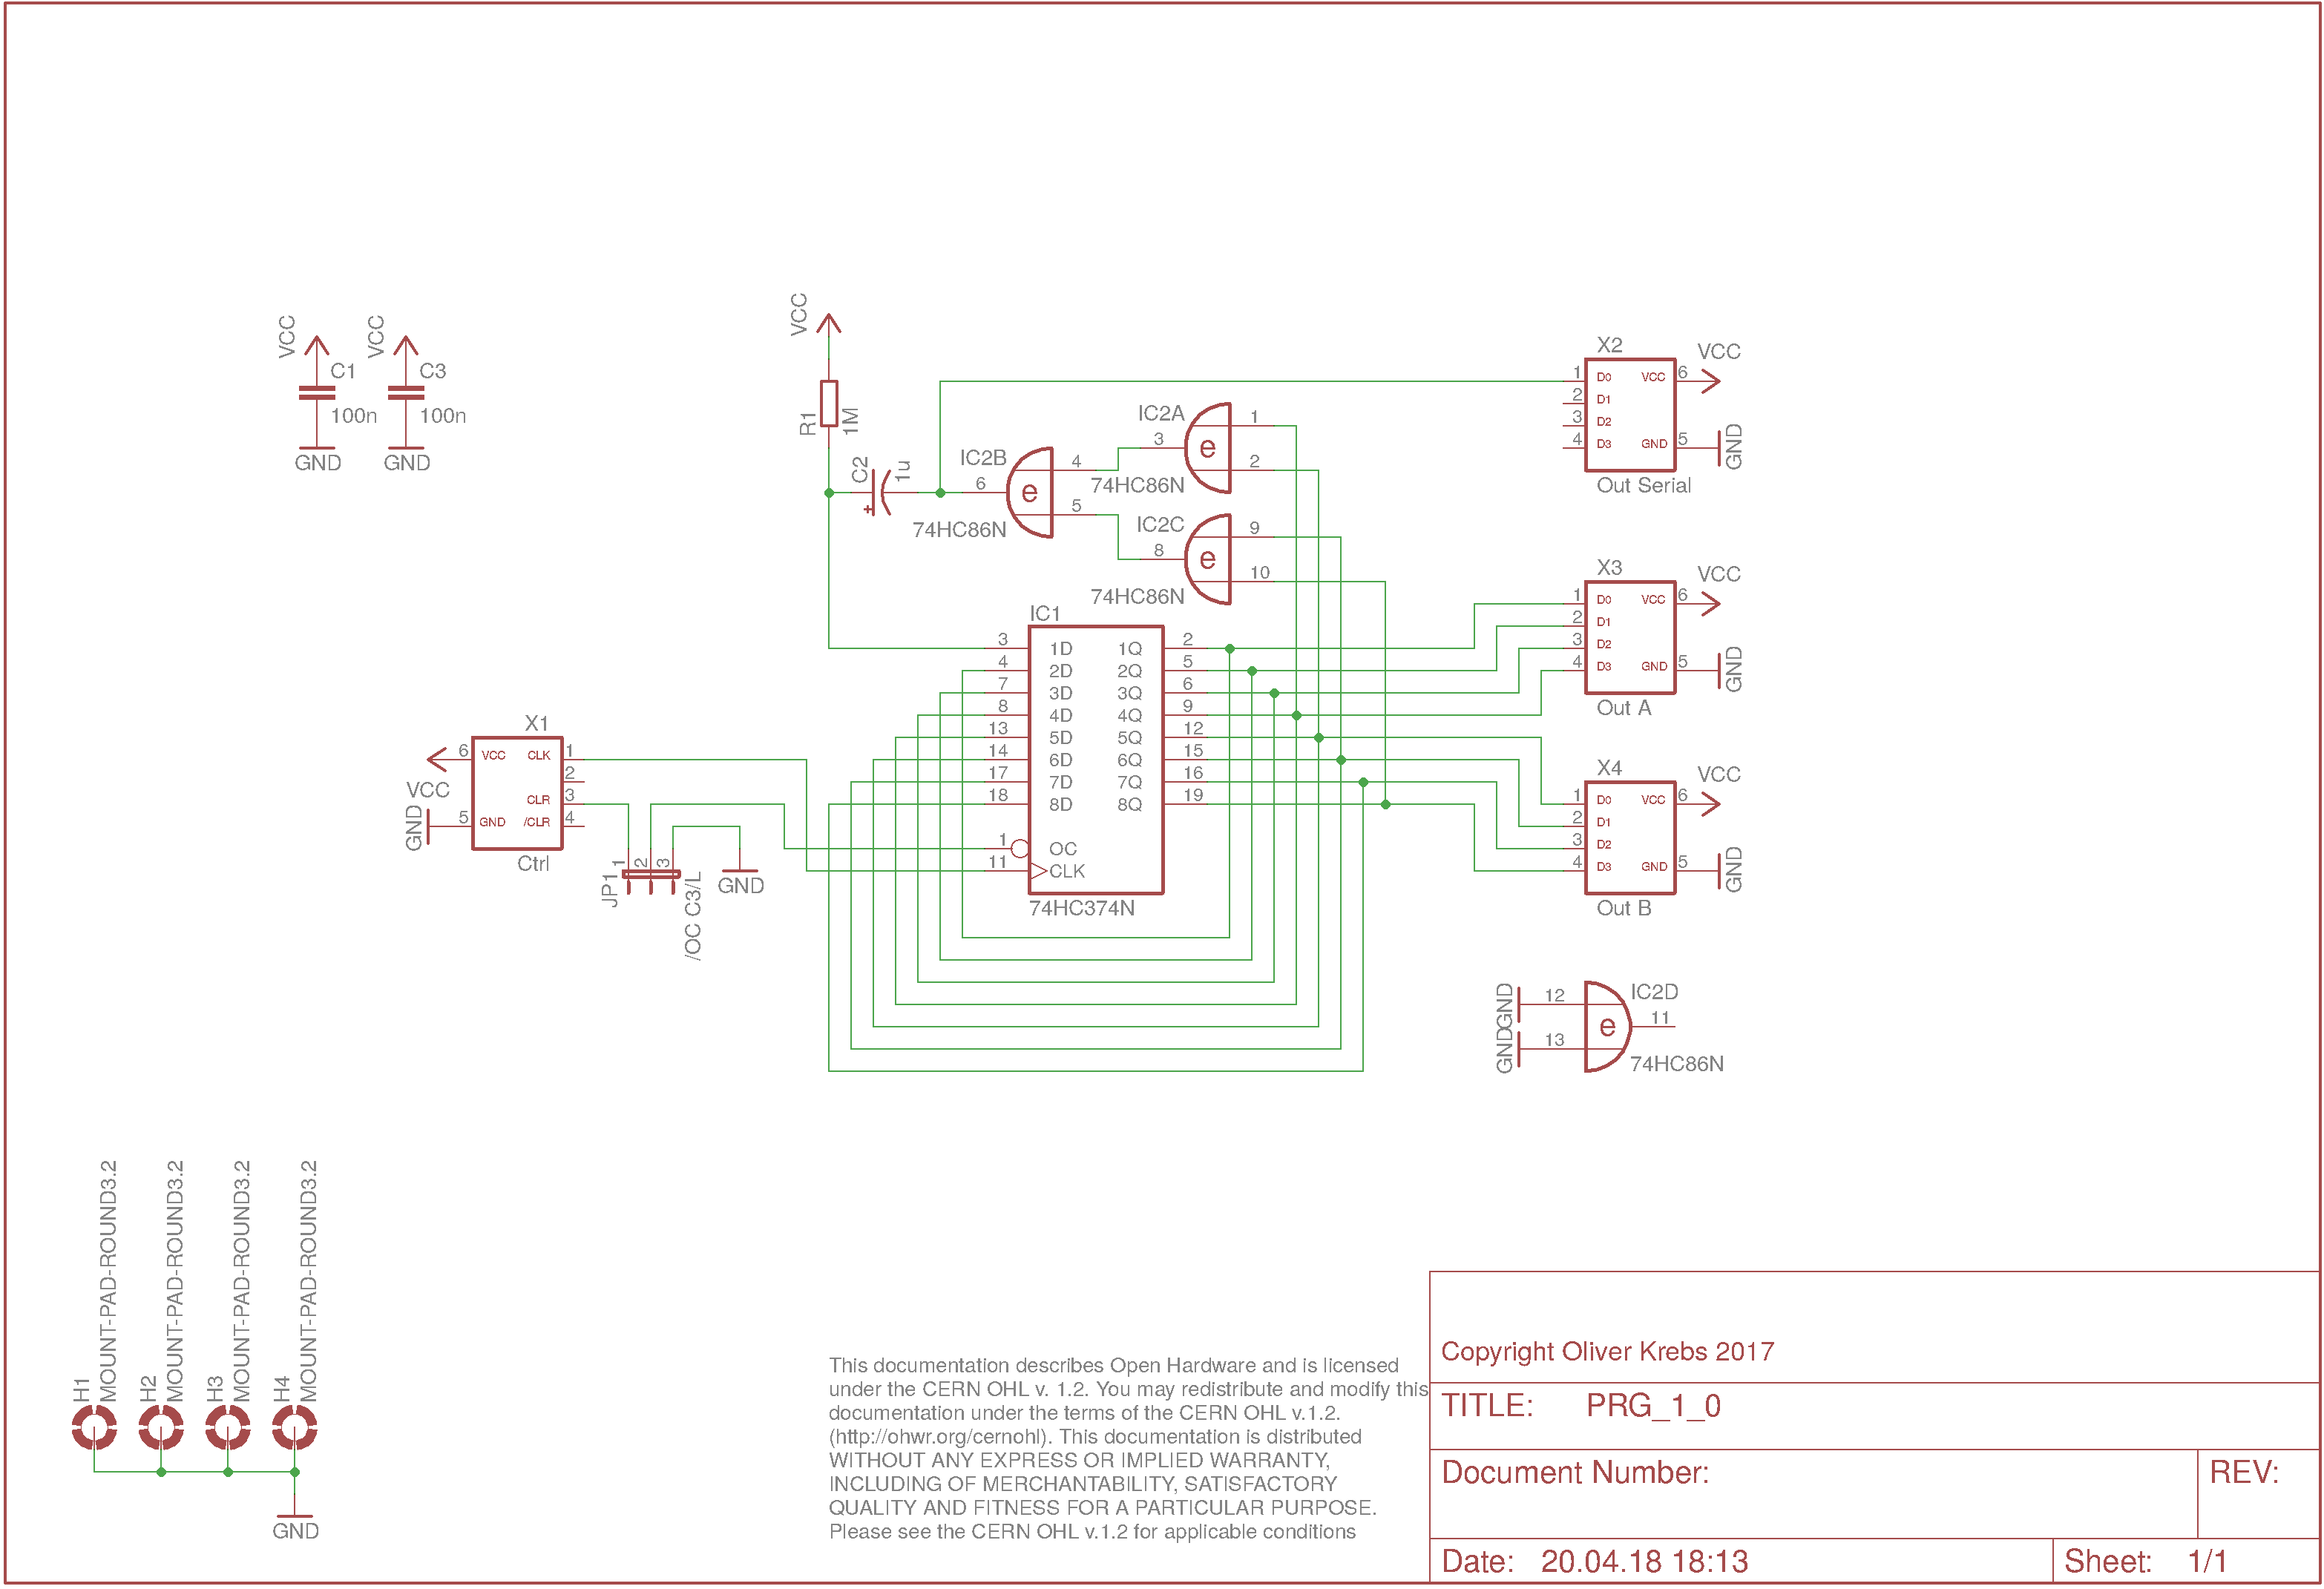 VCC
C1
100n
GND
VCC
C3
100n
GND
VCC
R1
1M
C2
1u
+
IC2B
6
4
5
e
74HC86N
IC2A
3
1
2
e
74HC86N
IC2C
8
9
10
e
74HC86N
X2
1 D0 VCC 6 VCC
2 D1
3 D2
4 D3 GND 5 GND
Out Serial
X3
1 D0 VCC 6 VCC
2 D1
3 D2
4 D3 GND 5 GND
Out A
X4
1 D0 VCC 6 VCC
2 D1
3 D2
4 D3 GND 5 GND
Out B
IC1
3 1D 1Q 2
4 2D 2Q 5
7 3D 3Q 6
8 4D 4Q 9
13 5D 5Q 12
14 6D 6Q 15
17 7D 7Q 16
18 8D 8Q 19
1 OC
11 CLK
74HC374N
X1
VCC 6 VCC CLK 1
2
CLR 3
GND 5 GND /CLR 4
Ctrl
JP1
1
2
3
/OC C3/L
GND
GND 12
GND 13
e
IC2D
11
74HC86N
H1
MOUNT-PAD-ROUND3.2
H2
MOUNT-PAD-ROUND3.2
H3
MOUNT-PAD-ROUND3.2
H4
MOUNT-PAD-ROUND3.2
GND
This documentation describes Open Hardware and is licensed
under the CERN OHL v. 1.2. You may redistribute and modify this
documentation under the terms of the CERN OHL v.1.2.
(http://ohwr.org/cernohl). This documentation is distributed
WITHOUT ANY EXPRESS OR IMPLIED WARRANTY,
INCLUDING OF MERCHANTABILITY, SATISFACTORY
QUALITY AND FITNESS FOR A PARTICULAR PURPOSE.
Please see the CERN OHL v.1.2 for applicable conditions
Copyright Oliver Krebs 2017
TITLE: PRG_1_0
Document Number:
REV:
Date: 20.04.18 18:13
Sheet: 1/1